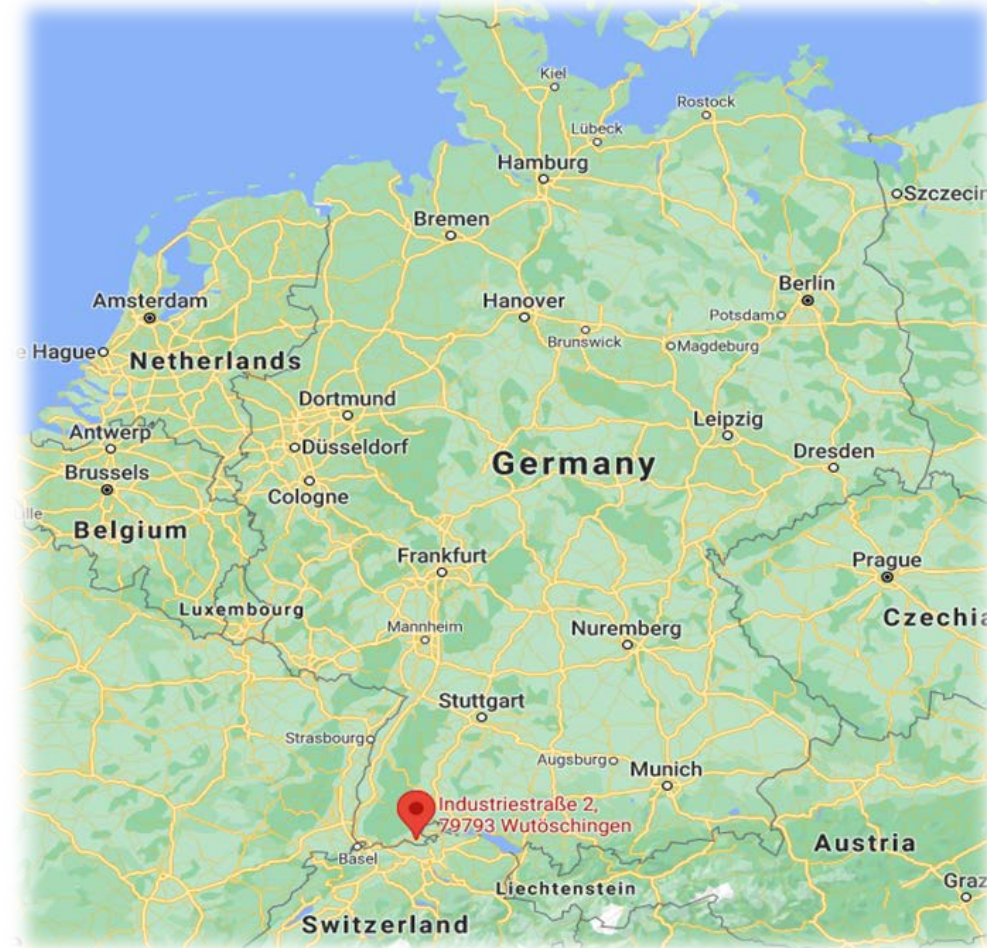 Kiel
Rostock
Lübeck
Hamburg
Szczecin
Bremen
Berlin
Amsterdam
Hanover
Potsdam
Brunswick
Magdeburg
e Hague
Netherlands
Dortmund
Leipzig
Antwerp
Düsseldorf
Dresden
Germany
Brussels
Cologne
Lille
Belgium
Frankfurt
Prague
Luxembourg
Czechia
Mannheim
Nuremberg
Stuttgart
Strasbourg
Augsburg
Munich
Industriestraße 2,
79793 Wutöschingen
Austria
Basel
Graz
Liechtenstein
Switzerland